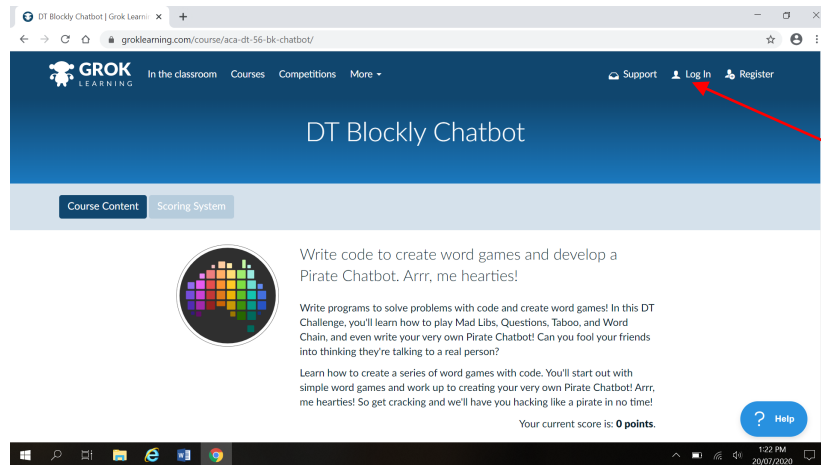 DT Blockly Chatbot | Grok Learni
groklearning.com/course/aca-dt-56-bk-chatbot/
GROK LEARNING In the classroom Courses Competitions More Support Log In Register
DT Blockly Chatbot
Course Content Scoring System
Write code to create word games and develop a
Pirate Chatbot. Arrr, me hearties!
Write programs to solve problems with code and create word games! In this DT
Challenge, you'll learn how to play Mad Libs, Questions, Taboo, and Word
Chain, and even write your very own Pirate Chatbot! Can you fool your friends
into thinking they're talking to a real person?
Learn how to create a series of word games with code. You'll start out with
simple word games and work up to creating your very own Pirate Chatbot! Arrr,
me hearties! So get cracking and we'll have you hacking like a pirate in no time!
Your current score is: 0 points.
? Help
1:22 PM
20/07/2020